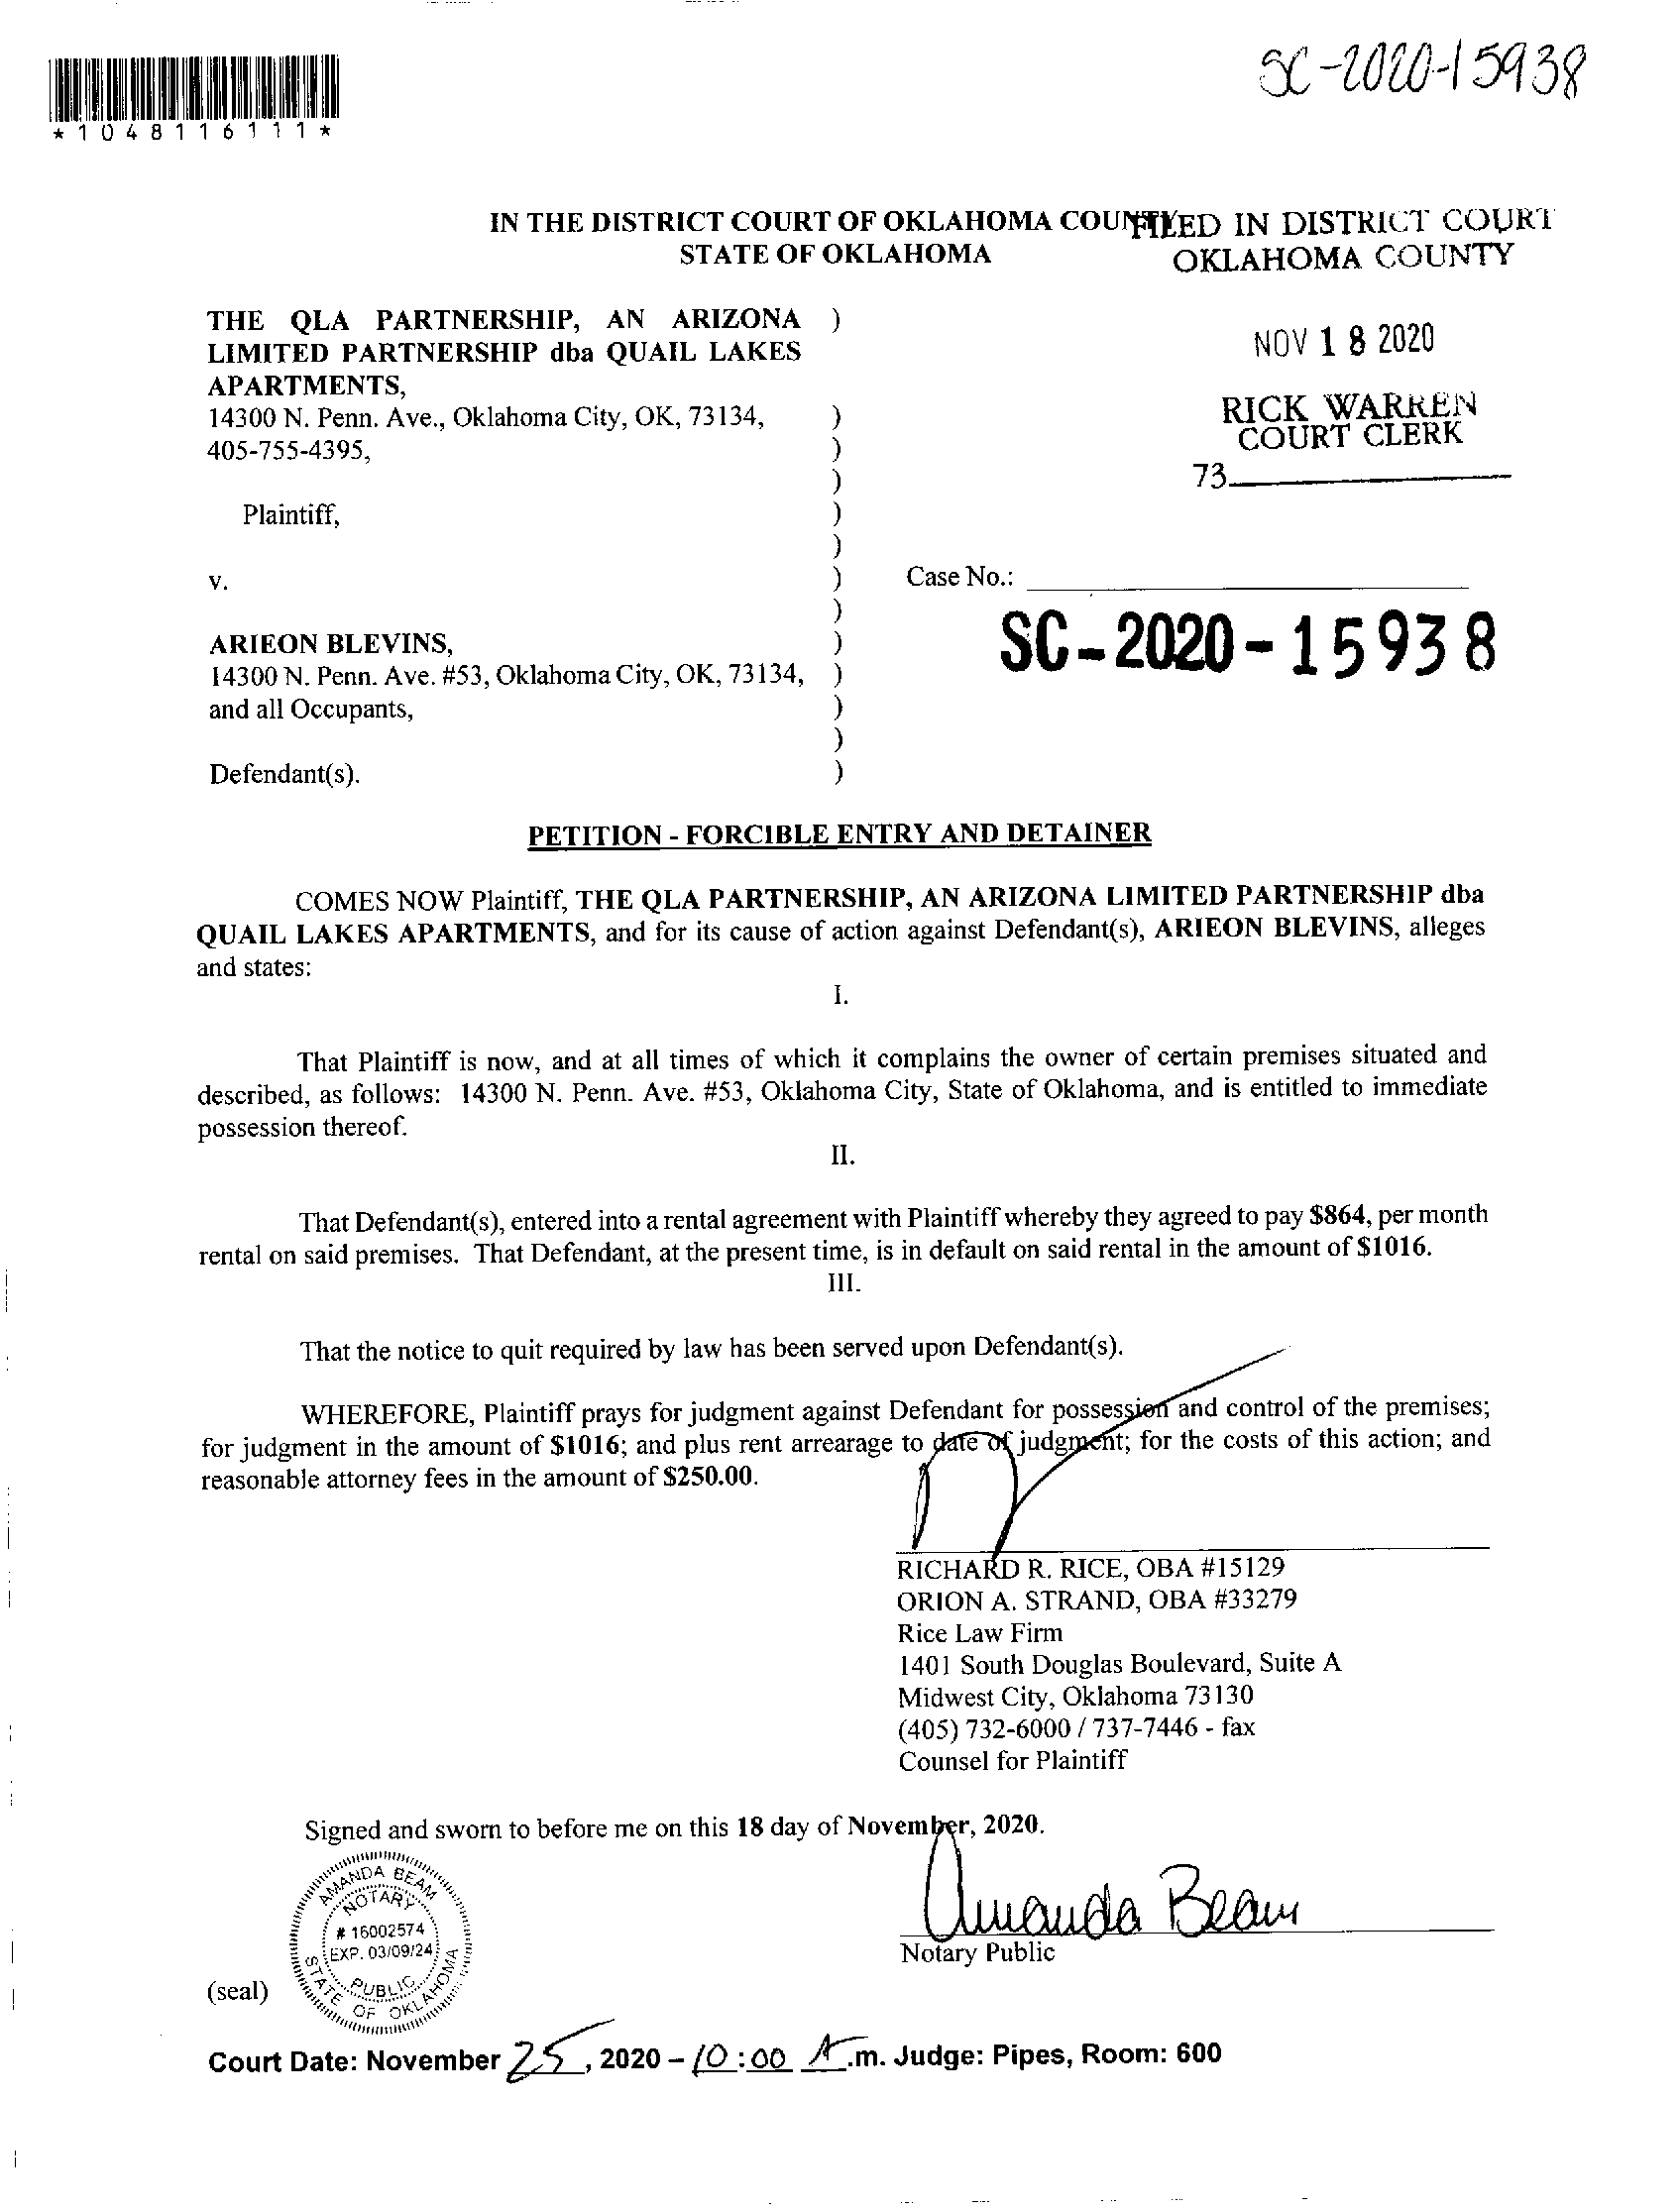 SC-2020-15938
*1048116111*
IN THE DISTRICT COURT OF OKLAHOMA COUNTY
STATE OF OKLAHOMA
FILED IN DISTRICT COURT
OKLAHOMA COUNTY
NOV 18 2020
RICK WARREN
COURT CLERK
73
THE QLA PARTNERSHIP, AN ARIZONA )
LIMITED PARTNERSHIP dba QUAIL LAKES
APARTMENTS,
14300 N. Penn. Ave., Oklahoma City, OK, 73134, )
405-755-4395, )
)
Plaintiff, )
)
v. ) Case No.:
)
SC-2020-15938
ARIEON BLEVINS, )
14300 N. Penn. Ave. #53, Oklahoma City, OK, 73134, )
and all Occupants, )
)
Defendant(s). )
PETITION - FORCIBLE ENTRY AND DETAINER
COMES NOW Plaintiff, THE QLA PARTNERSHIP, AN ARIZONA LIMITED PARTNERSHIP dba
QUAIL LAKES APARTMENTS, and for its cause of action against Defendant(s), ARIEON BLEVINS, alleges
and states:
I.
That Plaintiff is now, and at all times of which it complains the owner of certain premises situated and
described, as follows: 14300 N. Penn. Ave. #53, Oklahoma City, State of Oklahoma, and is entitled to immediate
possession thereof.
II.
That Defendant(s), entered into a rental agreement with Plaintiff whereby they agreed to pay $864, per month
rental on said premises. That Defendant, at the present time, is in default on said rental in the amount of $1016.
III.
That the notice to quit required by law has been served upon Defendant(s).
WHEREFORE, Plaintiff prays for judgment against Defendant for possession and control of the premises;
for judgment in the amount of $1016; and plus rent arrearage to date of judgment; for the costs of this action; and
reasonable attorney fees in the amount of $250.00.
RICHARD R. RICE, OBA #15129
ORION A. STRAND, OBA #33279
Rice Law Firm
1401 South Douglas Boulevard, Suite A
Midwest City, Oklahoma 73130
(405) 732-6000 / 737-7446 - fax
Counsel for Plaintiff
Signed and sworn to before me on this 18 day of November, 2020.
AMANDA BEAM
NOTARY
# 16002574
EXP. 03/09/24
PUBLIC
STATE OF OKLAHOMA
Amanda Beam
Notary Public
(seal)
Court Date: November 25, 2020 – 10:00 A.m. Judge: Pipes, Room: 600